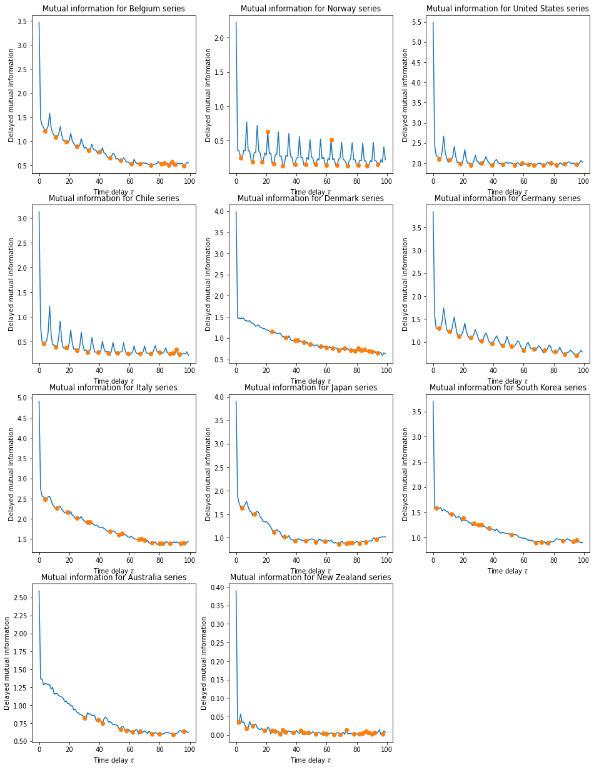 Mutual information for Belgium series
Mutual information for Norway series
Mutual information for United States series
Delayed mutual information
3.5
3.0
2.5
2.0
1.5
1.0
0.5
0 20 40 60 80 100
Time delay τ
Delayed mutual information
2.0
1.5
1.0
0.5
0 20 40 60 80 100
Time delay τ
Delayed mutual information
5.5
5.0
4.5
4.0
3.5
3.0
2.5
2.0
0 20 40 60 80 100
Time delay τ
Mutual information for Chile series
Mutual information for Denmark series
Mutual information for Germany series
Delayed mutual information
3.0
2.5
2.0
1.5
1.0
0.5
0 20 40 60 80 100
Time delay τ
Delayed mutual information
4.0
3.5
3.0
2.5
2.0
1.5
1.0
0.5
0 20 40 60 80 100
Time delay τ
Delayed mutual information
3.5
3.0
2.5
2.0
1.5
1.0
0 20 40 60 80 100
Time delay τ
Mutual information for Italy series
Mutual information for Japan series
Mutual information for South Korea series
Delayed mutual information
5.0
4.5
4.0
3.5
3.0
2.5
2.0
1.5
0 20 40 60 80 100
Time delay τ
Delayed mutual information
4.0
3.5
3.0
2.5
2.0
1.5
1.0
0 20 40 60 80 100
Time delay τ
Delayed mutual information
3.5
3.0
2.5
2.0
1.5
1.0
0 20 40 60 80 100
Time delay τ
Mutual information for Australia series
Mutual information for New Zealand series
Delayed mutual information
2.50
2.25
2.00
1.75
1.50
1.25
1.00
0.75
0.50
0 20 40 60 80 100
Time delay τ
Delayed mutual information
0.40
0.35
0.30
0.25
0.20
0.15
0.10
0.05
0.00
0 20 40 60 80 100
Time delay τ